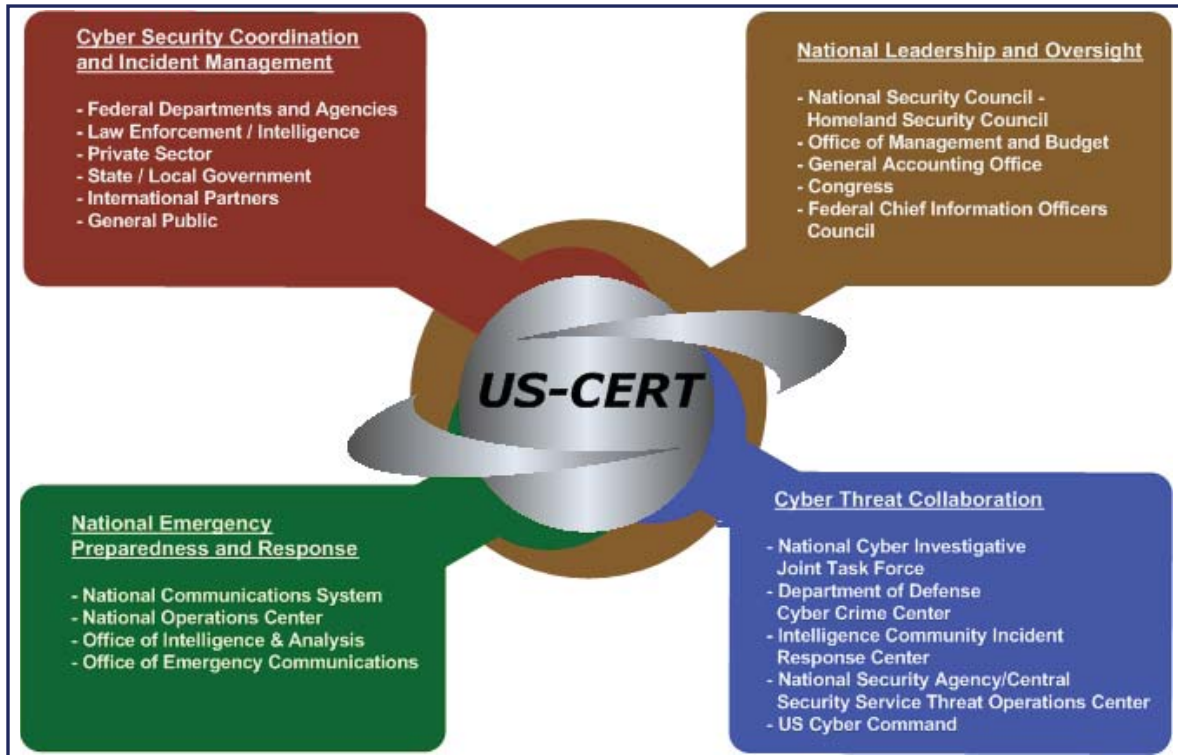 Cyber Security Coordination
and Incident Management
- Federal Departments and Agencies
- Law Enforcement / Intelligence
- Private Sector
- State / Local Government
- International Partners
- General Public
National Leadership and Oversight
- National Security Council -
Homeland Security Council
- Office of Management and Budget
- General Accounting Office
- Congress
- Federal Chief Information Officers
Council
US-CERT
National Emergency
Preparedness and Response
- National Communications System
- National Operations Center
- Office of Intelligence & Analysis
- Office of Emergency Communications
Cyber Threat Collaboration
- National Cyber Investigative
Joint Task Force
- Department of Defense
Cyber Crime Center
- Intelligence Community Incident
Response Center
- National Security Agency/Central
Security Service Threat Operations Center
- US Cyber Command